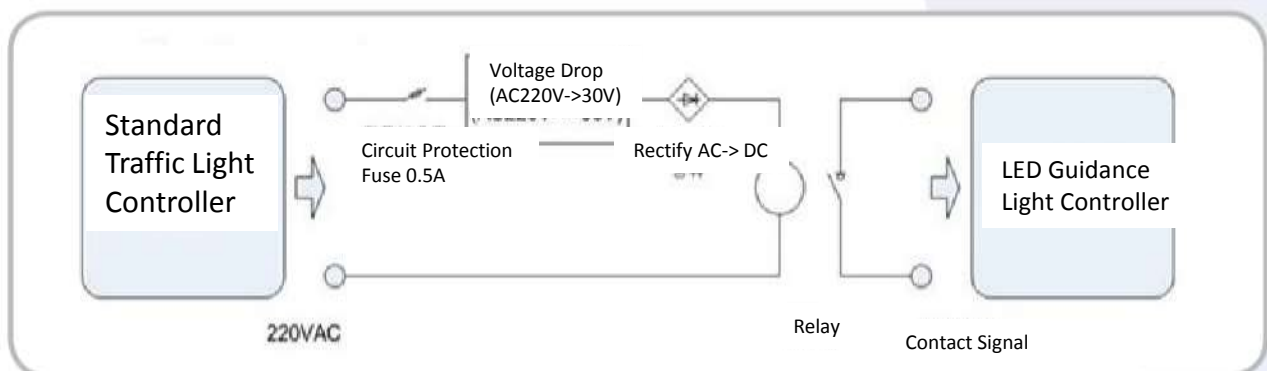 Standard
Traffic Light
Controller
Voltage Drop
(AC220V->30V)
Circuit Protection
Fuse 0.5A
Rectify AC-> DC
LED Guidance
Light Controller
220VAC
Relay
Contact Signal